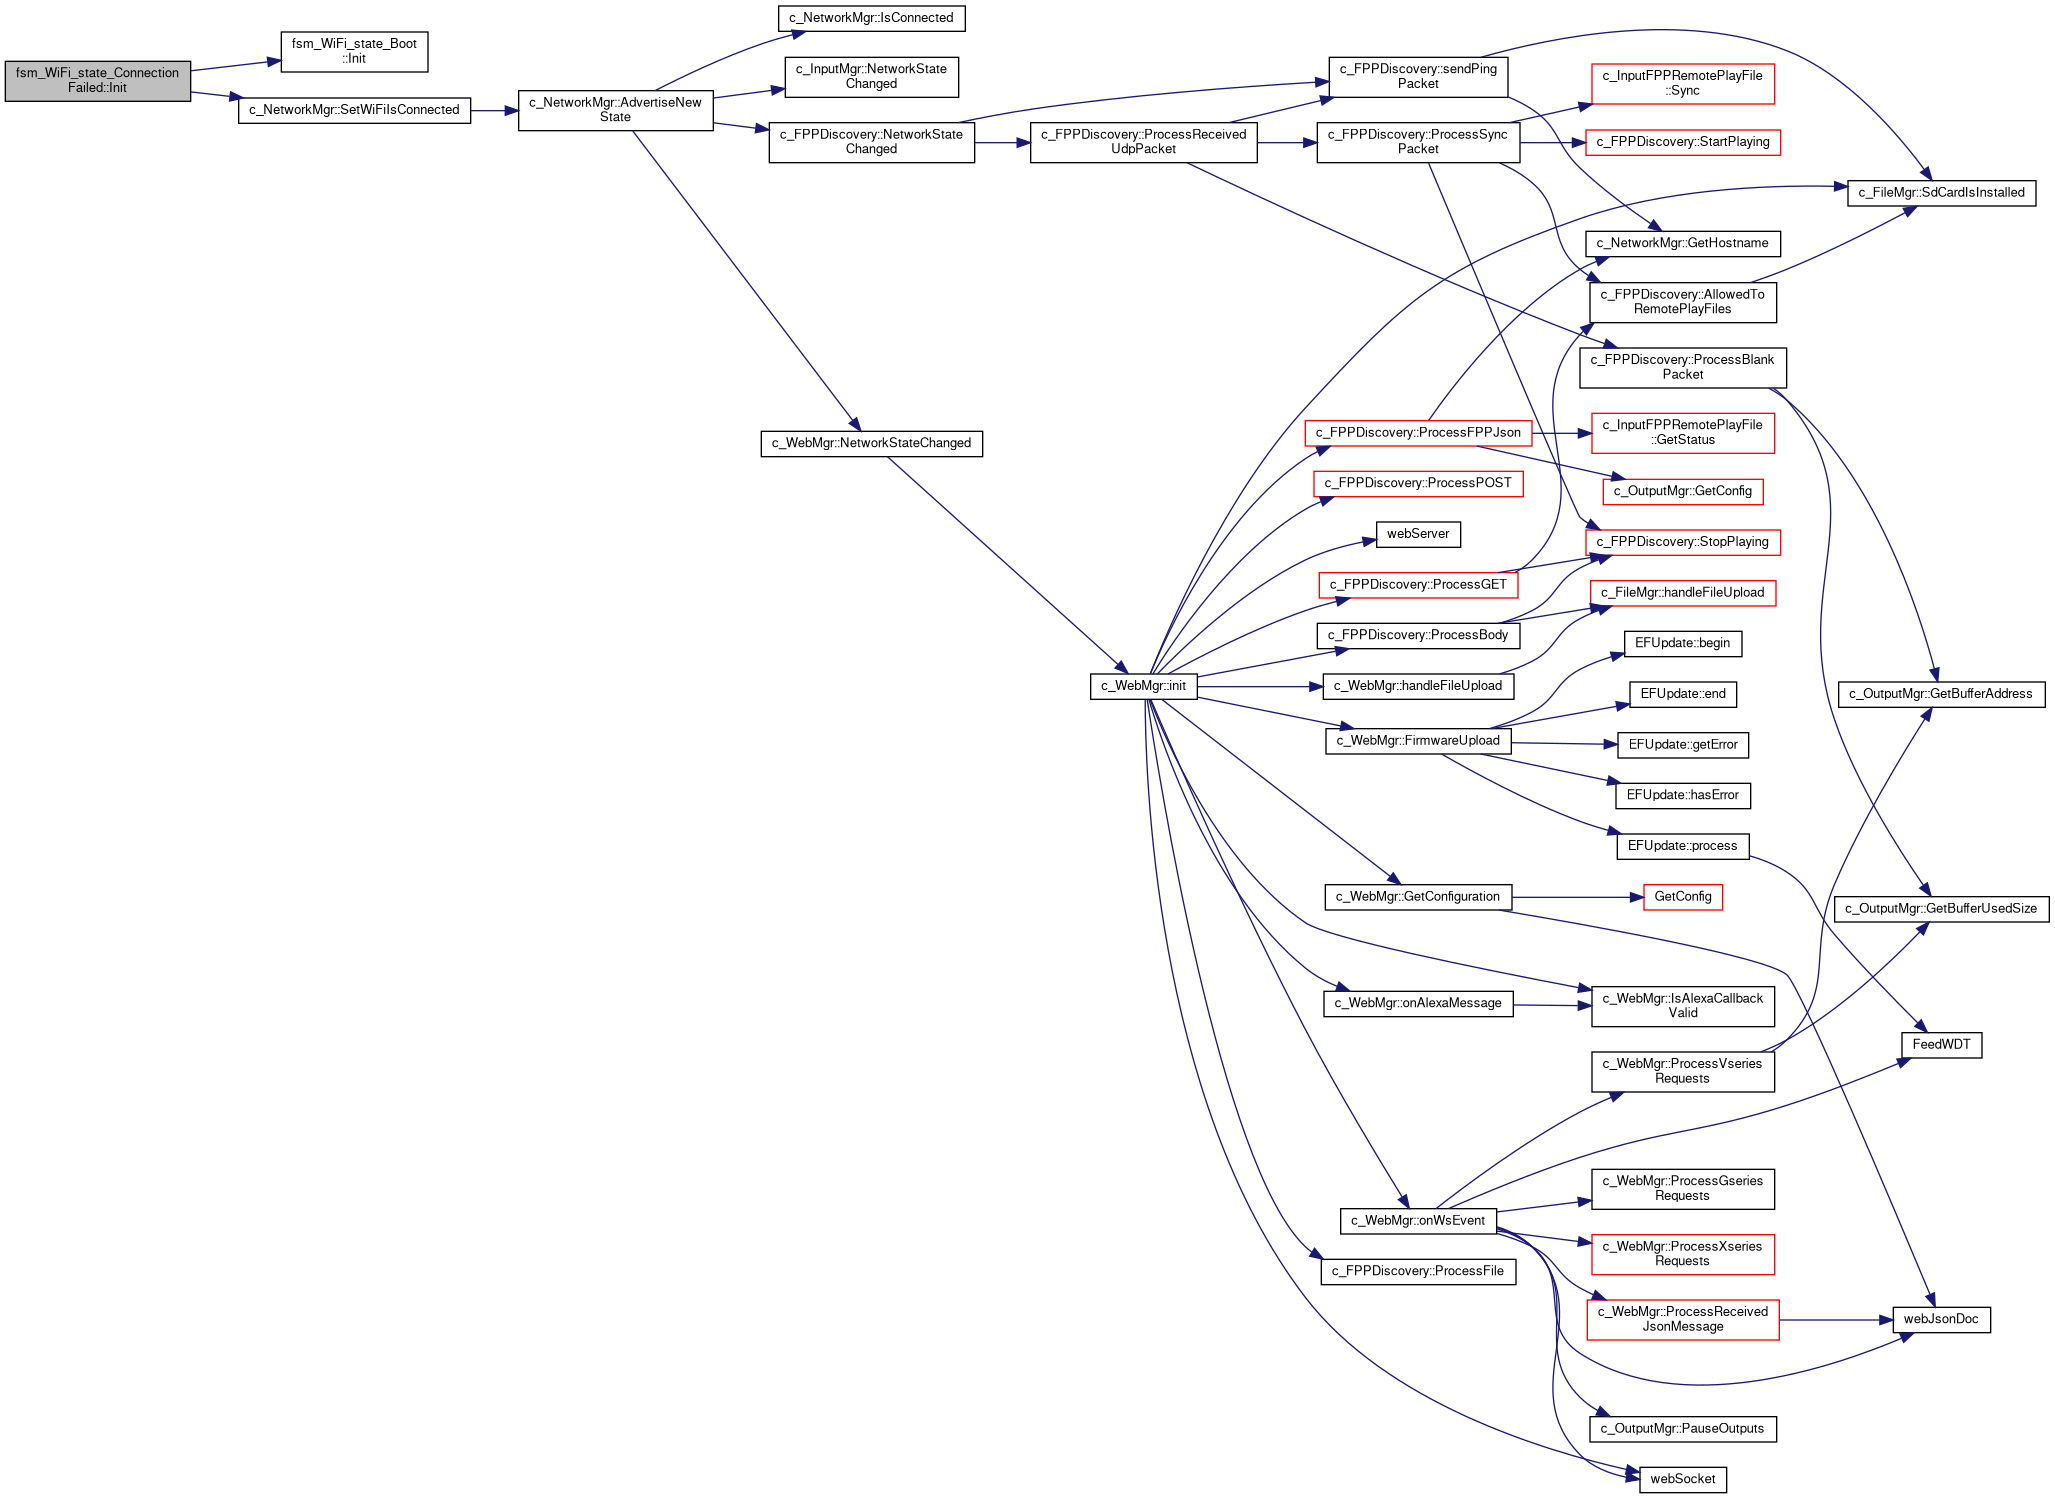 fsm_WiFi_state_Connection
Failed::Init
fsm_WiFi_state_Boot
::Init
c_NetworkMgr::SetWiFiIsConnected
c_NetworkMgr::AdvertiseNew
State
c_NetworkMgr::IsConnected
c_InputMgr::NetworkState
Changed
c_FPPDiscovery::NetworkState
Changed
c_WebMgr::NetworkStateChanged
c_FPPDiscovery::ProcessReceived
UdpPacket
c_WebMgr::init
c_FPPDiscovery::sendPing
Packet
c_FPPDiscovery::ProcessSync
Packet
c_FPPDiscovery::ProcessFPPJson
c_FPPDiscovery::ProcessPOST
webServer
c_FPPDiscovery::ProcessGET
c_FPPDiscovery::ProcessBody
c_WebMgr::handleFileUpload
c_WebMgr::FirmwareUpload
c_WebMgr::GetConfiguration
c_WebMgr::onAlexaMessage
c_WebMgr::onWsEvent
c_FPPDiscovery::ProcessFile
c_InputFPPRemotePlayFile
::Sync
c_FPPDiscovery::StartPlaying
c_NetworkMgr::GetHostname
c_FPPDiscovery::AllowedTo
RemotePlayFiles
c_FPPDiscovery::ProcessBlank
Packet
c_InputFPPRemotePlayFile
::GetStatus
c_OutputMgr::GetConfig
c_FPPDiscovery::StopPlaying
c_FileMgr::handleFileUpload
EFUpdate::begin
EFUpdate::end
EFUpdate::getError
EFUpdate::hasError
EFUpdate::process
GetConfig
c_WebMgr::IsAlexaCallback
Valid
c_WebMgr::ProcessVseries
Requests
c_WebMgr::ProcessGseries
Requests
c_WebMgr::ProcessXseries
Requests
c_WebMgr::ProcessReceived
JsonMessage
c_OutputMgr::PauseOutputs
webSocket
c_FileMgr::SdCardIsInstalled
c_OutputMgr::GetBufferAddress
c_OutputMgr::GetBufferUsedSize
FeedWDT
webJsonDoc